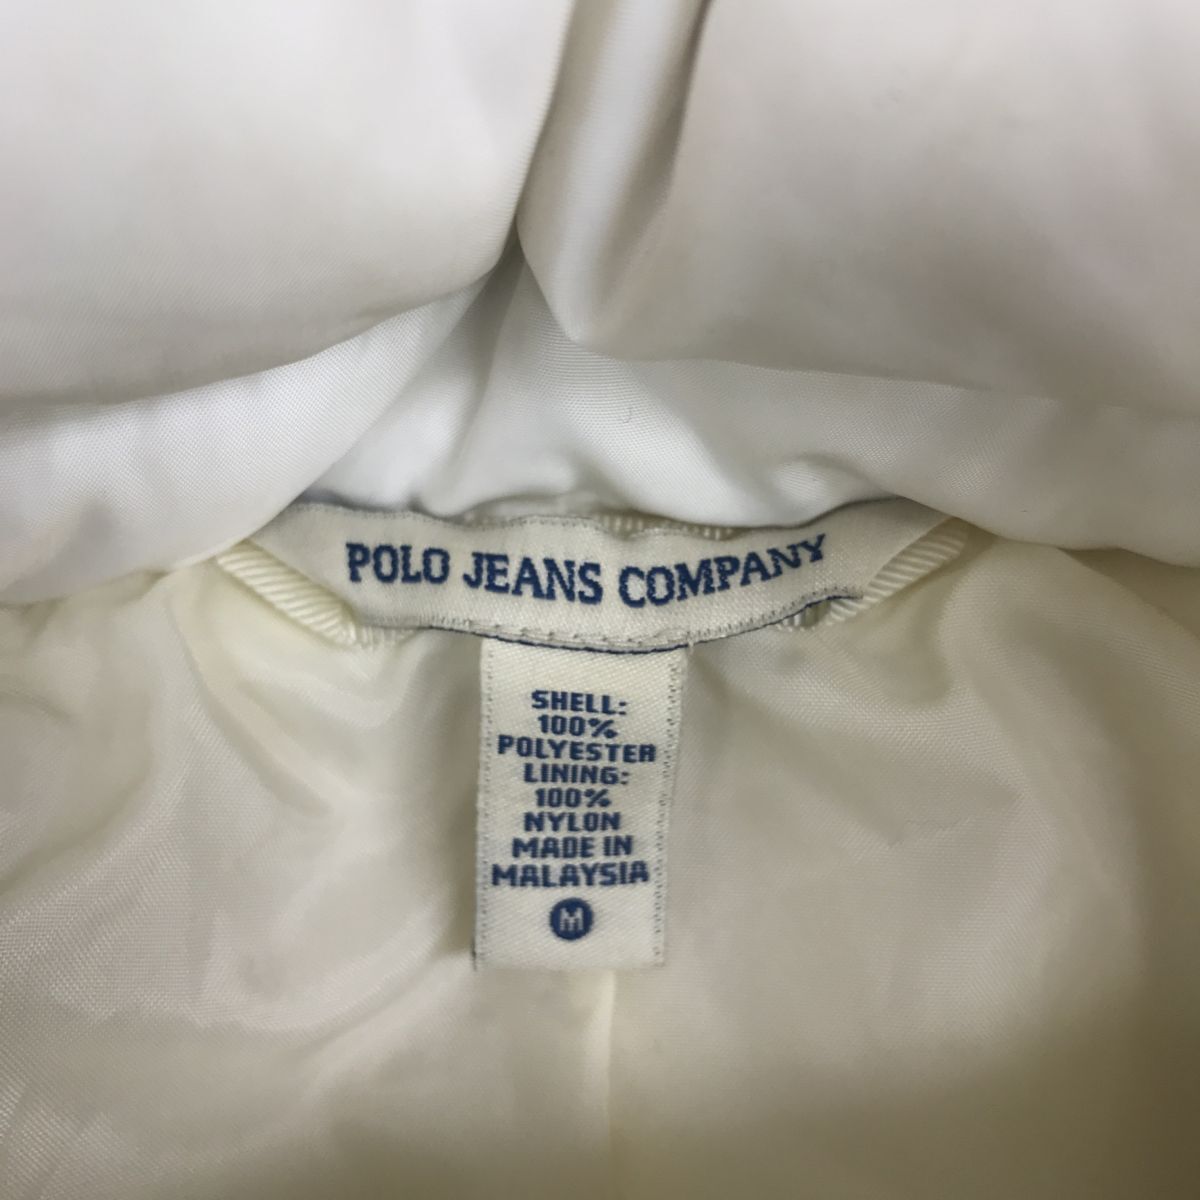 POLO JEANS COMPANY
SHELL:
100%
POLYESTER
LINING:
100%
NYLON
MADE IN
MALAYSIA
M